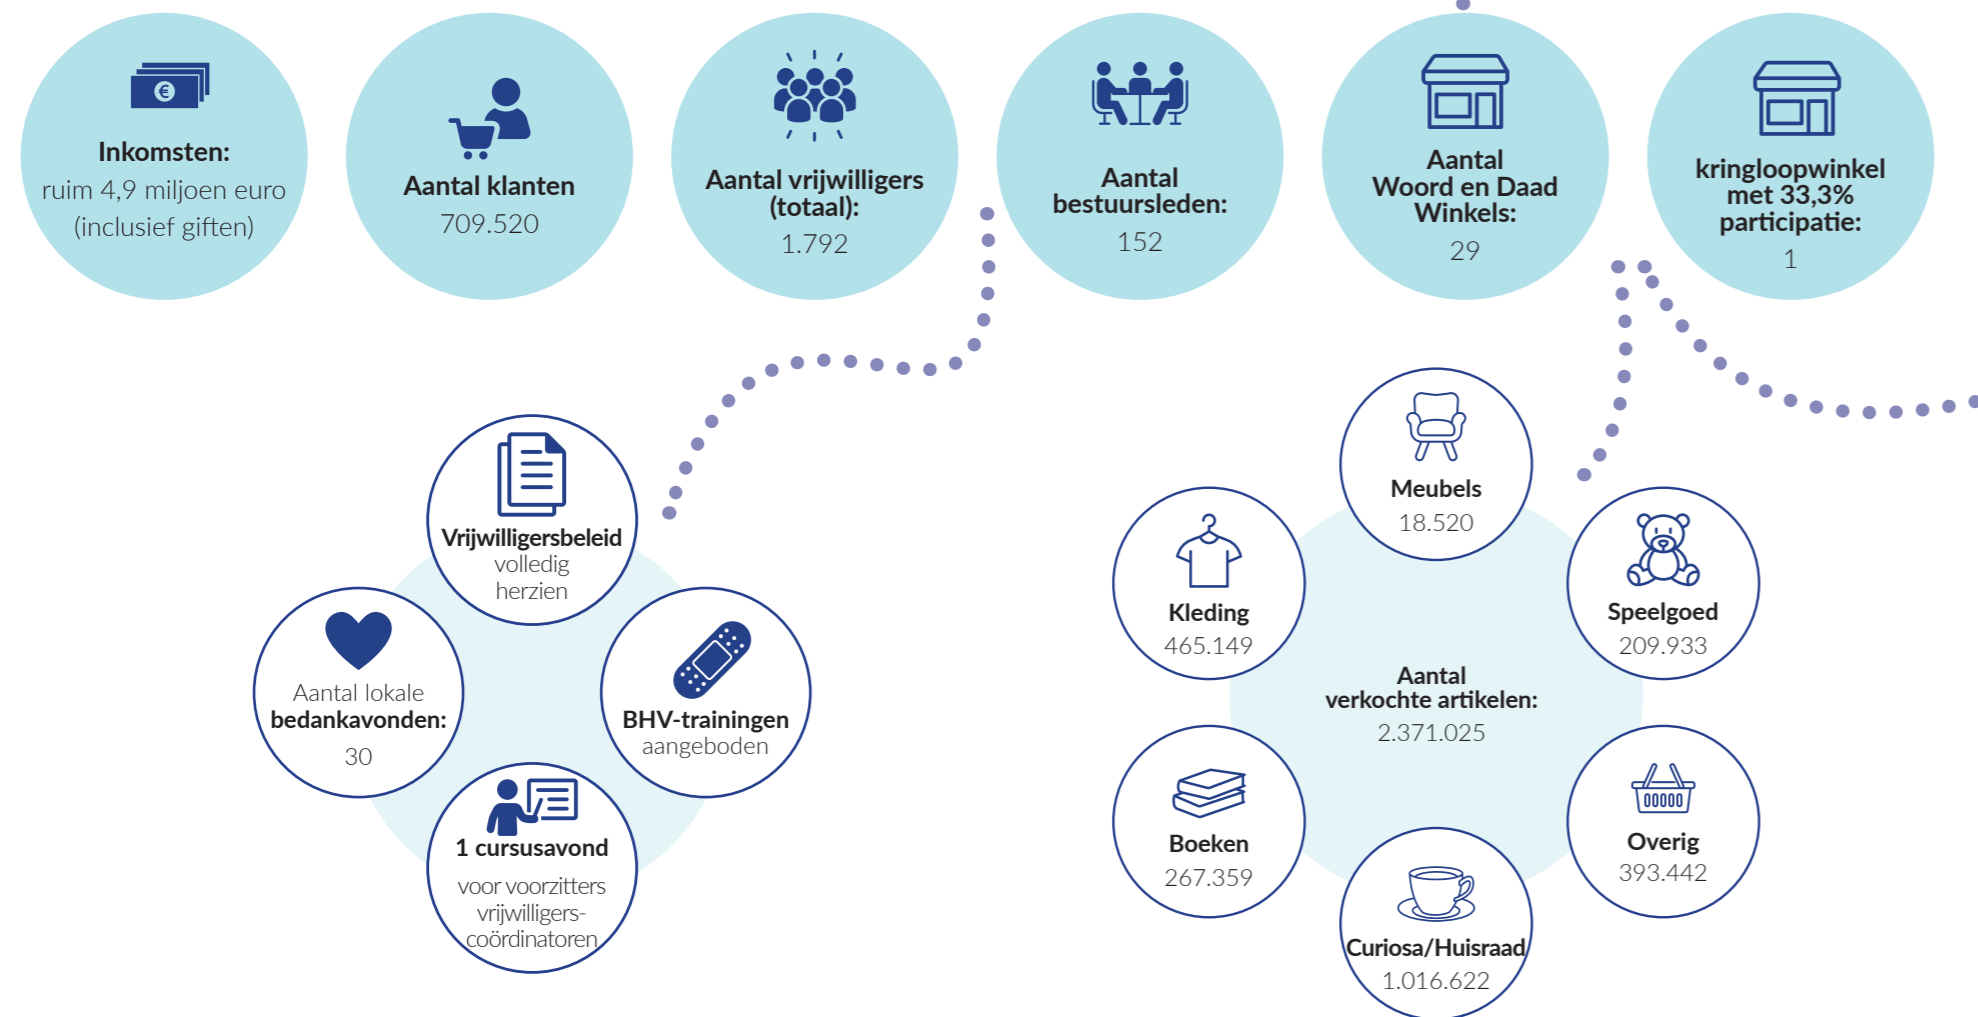 Inkomsten:
ruim 4,9 miljoen euro
(inclusief giften)
Aantal klanten
709.520
Aantal vrijwilligers
(totaal):
1.792
Aantal
bestuursleden:
152
Aantal
Woord en Daad
Winkels:
29
kringloopwinkel
met 33,3%
participatie:
1
Vrijwilligersbeleid
volledig
herzien
Aantal lokale
bedankavonden:
30
BHV-trainingen
aangeboden
1 cursusavond
voor voorzitters
vrijwilligers-
coördinatoren
Meubels
18.520
Kleding
465.149
Speelgoed
209.933
Aantal
verkochte artikelen:
2.371.025
Boeken
267.359
Overig
393.442
Curiosa/Huisraad
1.016.622